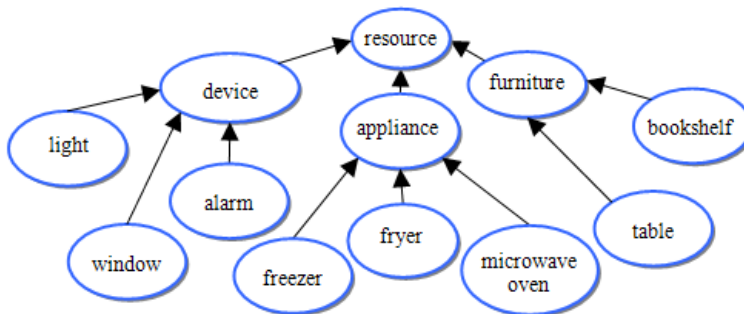 resource
device
furniture
light
appliance
bookshelf
alarm
window
freezer
fryer
microwave
oven
table